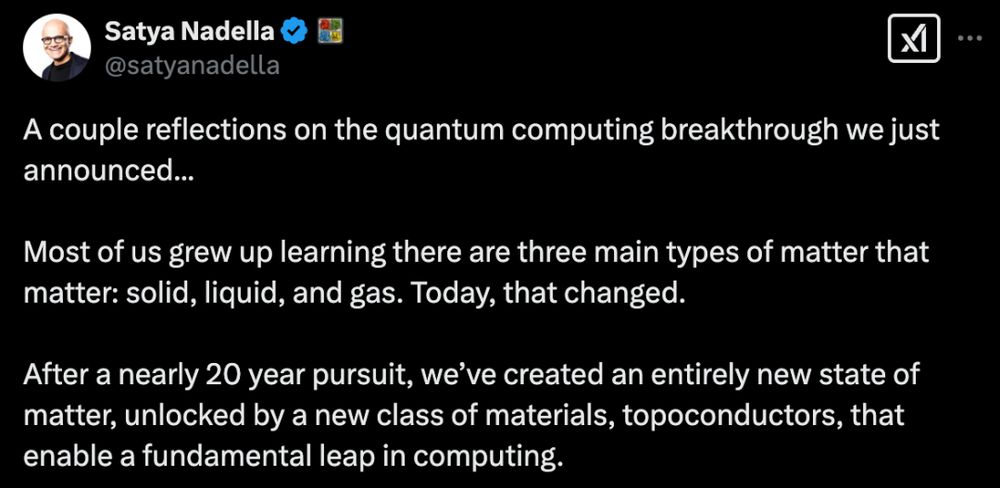 Satya Nadella
@satyanadella
A couple reflections on the quantum computing breakthrough we just
announced...
Most of us grew up learning there are three main types of matter that
matter: solid, liquid, and gas. Today, that changed.
After a nearly 20 year pursuit, we’ve created an entirely new state of
matter, unlocked by a new class of materials, topoconductors, that
enable a fundamental leap in computing.